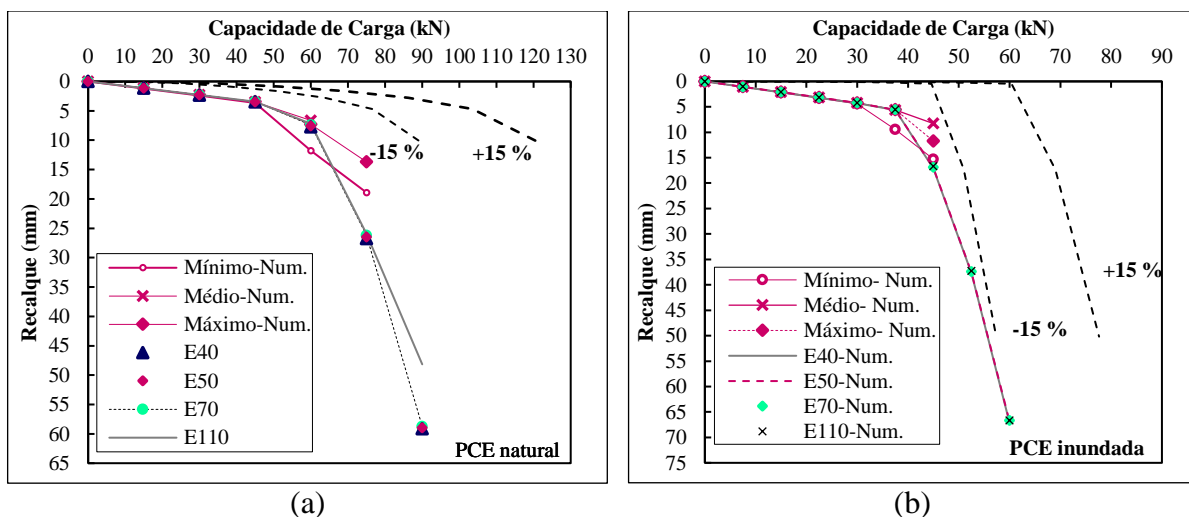 Capacidade de Carga (kN)
0 10 20 30 40 50 60 70 80 90 100 110 120 130
Recalque (mm)
0
5
10
15
20
25
30
35
40
45
50
55
60
65
-15 %
+15 %
Mínimo-Num.
Médio-Num.
Máximo-Num.
E40
E50
E70
E110
PCE natural
(a)
Capacidade de Carga (kN)
0 10 20 30 40 50 60 70 80 90
Recalque (mm)
0
5
10
15
20
25
30
35
40
45
50
55
60
65
70
75
+15 %
-15 %
Mínimo- Num.
Médio- Num.
Máximo- Num.
E40-Num.
E50-Num.
E70-Num.
E110-Num.
PCE inundada
(b)